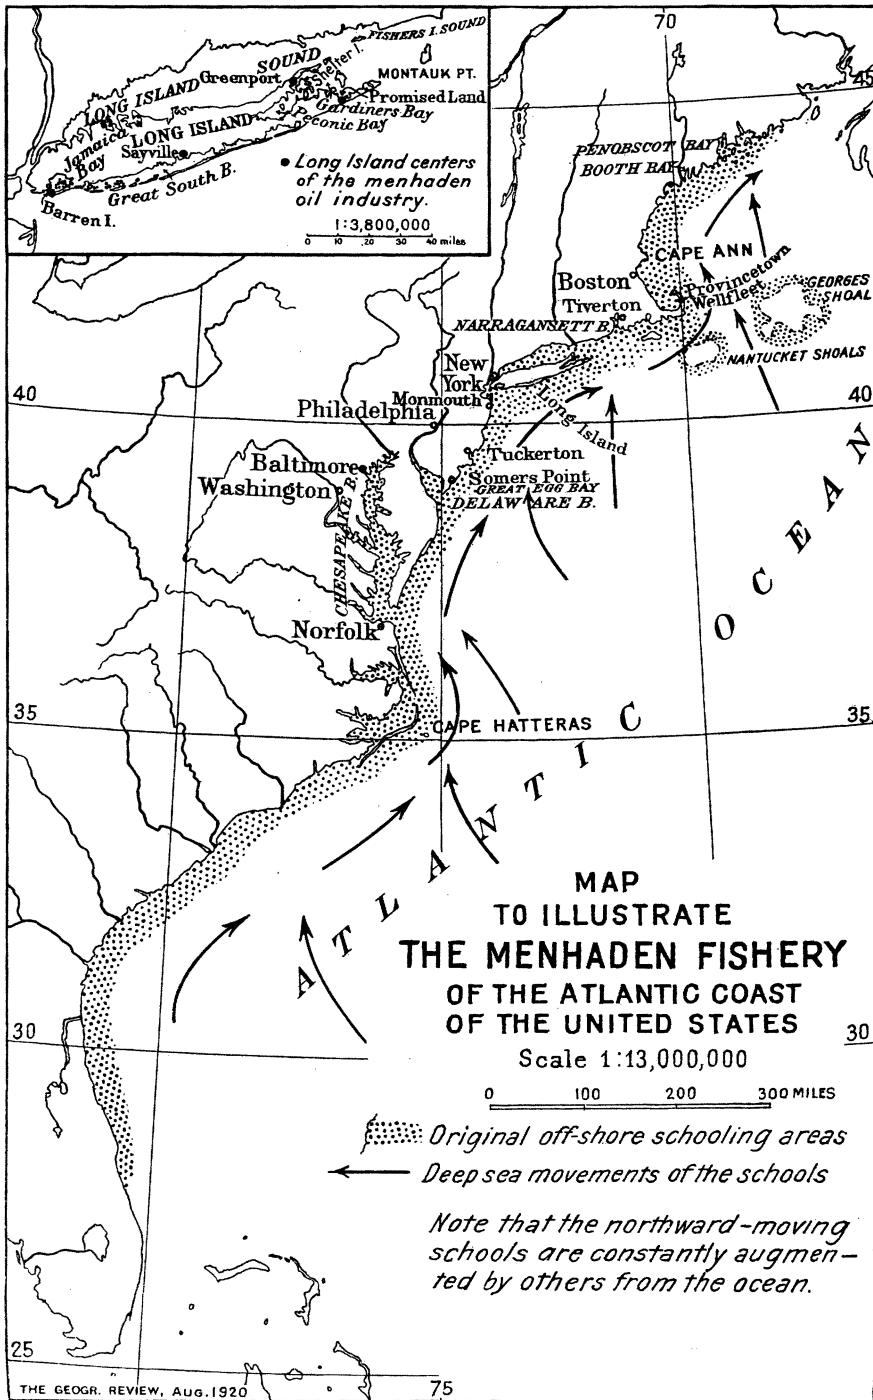 FISHERS I. SOUND
SOUND
Shelter I.
Greenport
MONTAUK PT.
LONG ISLAND
Promised Land
Gardiners Bay
LONG ISLAND
Peconic Bay
Jamaica
Bay
Sayville
Great South B.
Barren I.
Long Island centers
of the menhaden
oil industry.
1:3,800,000
0 10 20 30 40 miles
70
45
PENOBSCOT BAY
BOOTH BAY
CAPE ANN
Boston
Provincetown
Wellfleet
GEORGES
SHOAL
Tiverton
NARRAGANSETT B.
NANTUCKET SHOALS
New
York
40
Monmouth
40
Philadelphia
Long Island
Tuckerton
Baltimore
Somers Point
Washington
GREAT EGG BAY
DELAWARE B.
CHESAPEAKE B.
Norfolk
35
CAPE HATTERAS
35
ATLANTIC OCEAN
MAP
TO ILLUSTRATE
THE MENHADEN FISHERY
OF THE ATLANTIC COAST
OF THE UNITED STATES
30
30
Scale 1:13,000,000
0 100 200 300 MILES
Original off-shore schooling areas
Deep sea movements of the schools
Note that the northward-moving
schools are constantly augmen-
ted by others from the ocean.
25
THE GEOGR. REVIEW, AUG. 1920
75